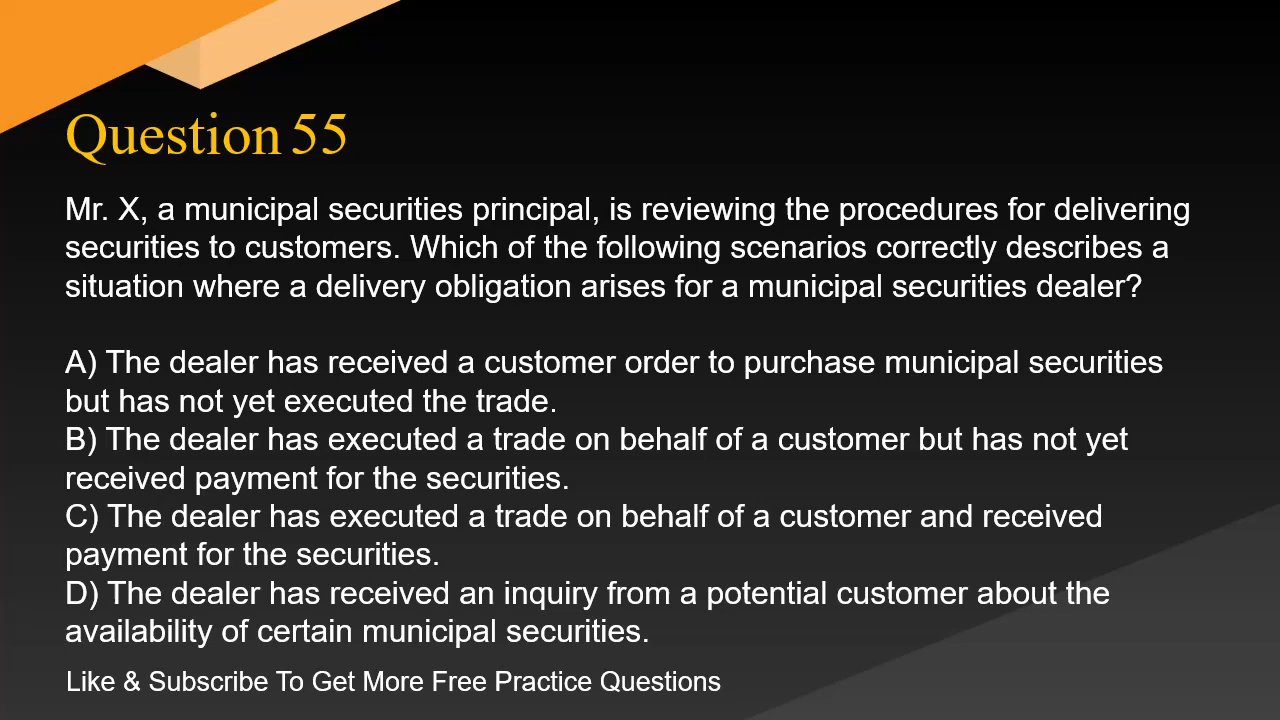 Question 55
Mr. X, a municipal securities principal, is reviewing the procedures for delivering
securities to customers. Which of the following scenarios correctly describes a
situation where a delivery obligation arises for a municipal securities dealer?
A) The dealer has received a customer order to purchase municipal securities
but has not yet executed the trade.
B) The dealer has executed a trade on behalf of a customer but has not yet
received payment for the securities.
C) The dealer has executed a trade on behalf of a customer and received
payment for the securities.
D) The dealer has received an inquiry from a potential customer about the
availability of certain municipal securities.
Like & Subscribe To Get More Free Practice Questions